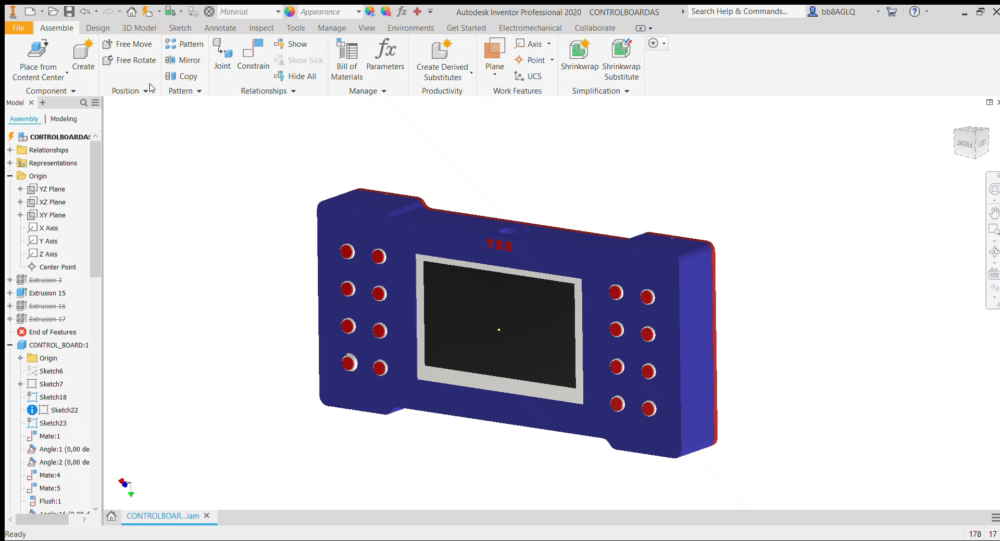 PRO
Material
Appearance
Autodesk Inventor Professional 2020 CONTROLBOARDAS
Search Help & Commands...
bb8AGLQ
File Assemble Design 3D Model Sketch Annotate Inspect Tools Manage View Environments Get Started Electromechanical Collaborate
Place from
Content Center
Create
Component
Free Move
Free Rotate
Position
Pattern
Mirror
Copy
Pattern
Joint
Constrain
Show
Show Sick
Hide All
Relationships
Bill of
Materials
Parameters
Manage
Create Derived
Substitutes
Productivity
Plane
Axis
Point
UCS
Work Features
Shrinkwrap
Shrinkwrap
Substitute
Simplification
Model
Assembly | Modeling
CONTROLBOARDAS
Relationships
Representations
Origin
YZ Plane
XZ Plane
XY Plane
X Axis
Y Axis
Z Axis
Center Point
Extrusion 3
Extrusion 15
Extrusion 16
Extrusion 17
End of Features
CONTROL_BOARD:1
Origin
Sketch6
Sketch7
Sketch18
Sketch22
Sketch23
Mate:1
Angle:1 (0,00 de
Angle:2 (0,00 de
Mate:4
Mate:5
Flush:1
FRONT
LEFT
CONTROLBOAR...iam
Ready
178 17